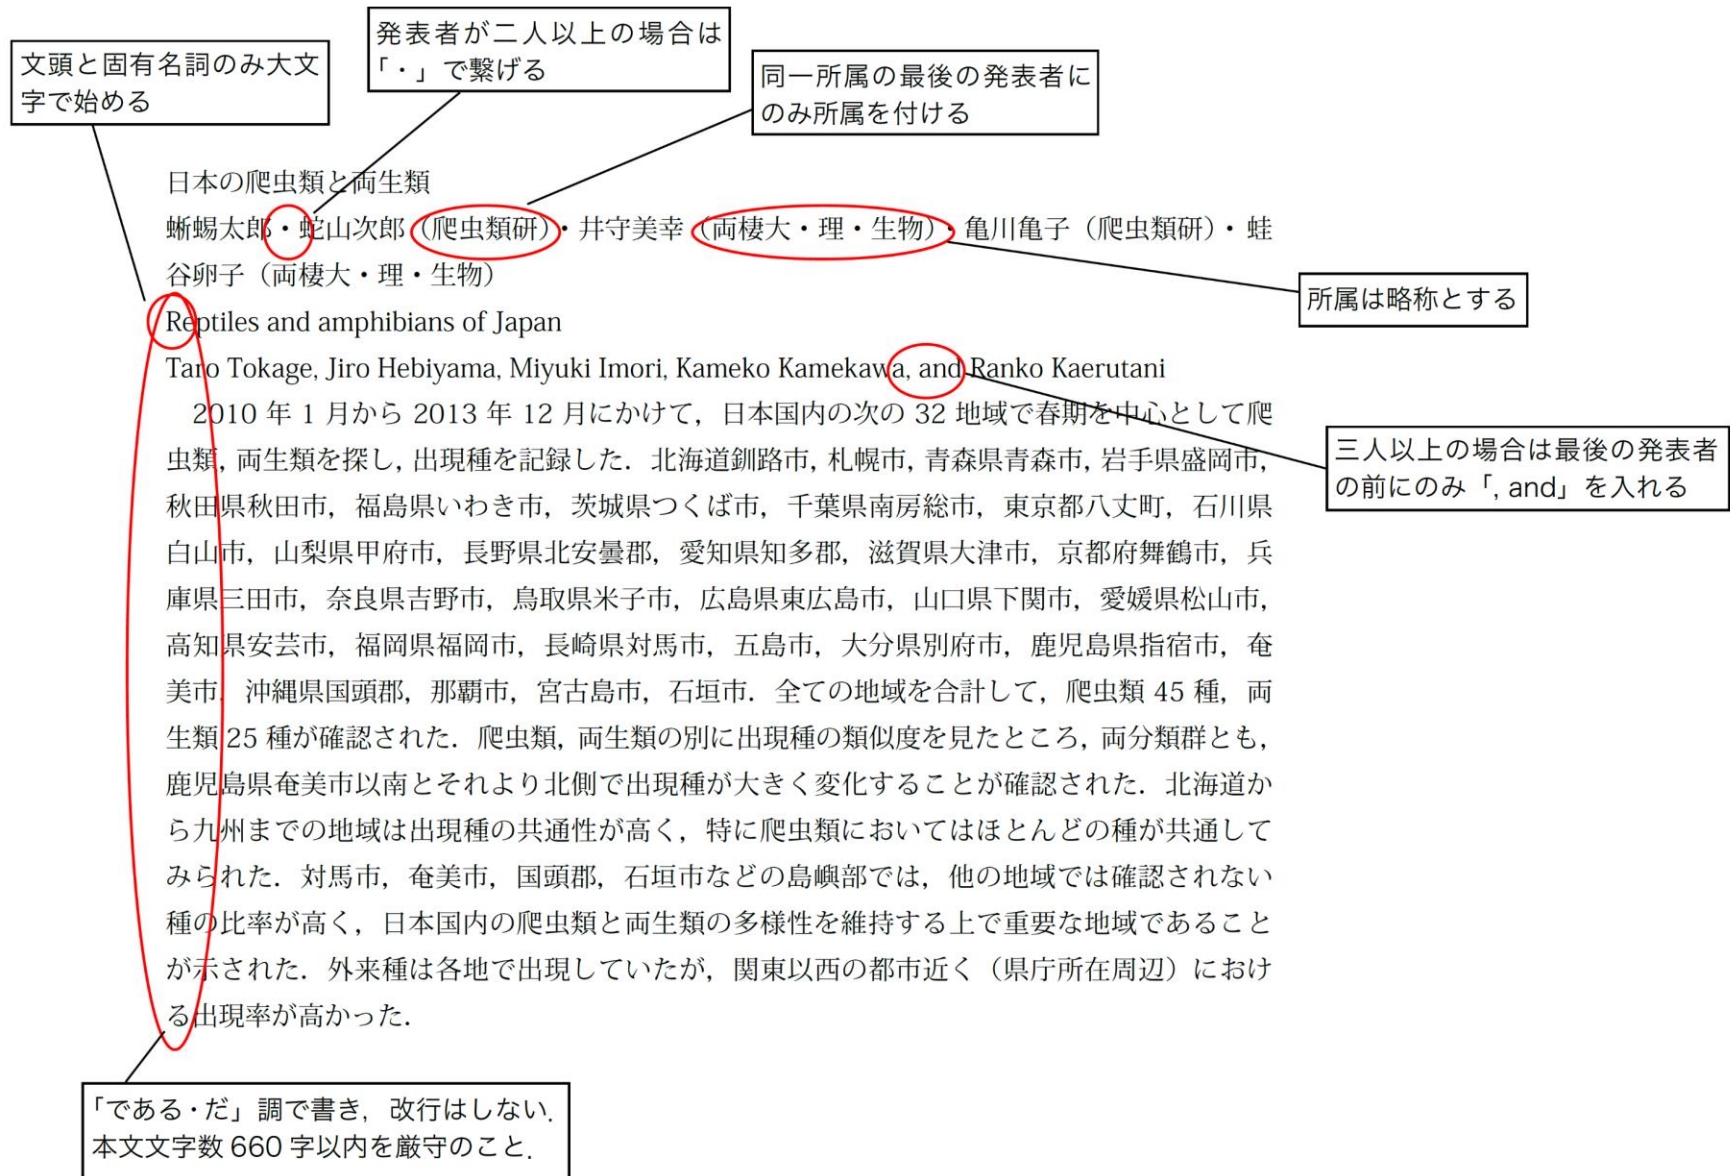 文頭と固有名詞のみ大文
字で始める
発表者が二人以上の場合は
「・」で繋げる
同一所属の最後の発表者に
のみ所属を付ける
日本の爬虫類と両生類
蜥蜴太郎・蛇山次郎（爬虫類研）・井守美幸（両棲大・理・生物）・亀川亀子（爬虫類研）・蛙
谷卵子（両棲大・理・生物）
所属は略称とする
Reptiles and amphibians of Japan
Taro Tokage, Jiro Hebiyama, Miyuki Imori, Kameko Kamekawa, and Ranko Kaerutani
三人以上の場合は最後の発表者
の前にのみ「, and」を入れる
2010 年 1 月から 2013 年 12 月にかけて，日本国内の次の 32 地域で春期を中心として爬
虫類，両生類を探し，出現種を記録した．北海道釧路市，札幌市，青森県青森市，岩手県盛岡市，
秋田県秋田市，福島県いわき市，茨城県つくば市，千葉県南房総市，東京都八丈町，石川県
白山市，山梨県甲府市，長野県北安曇郡，愛知県知多郡，滋賀県大津市，京都府舞鶴市，兵
庫県三田市，奈良県吉野市，鳥取県米子市，広島県東広島市，山口県下関市，愛媛県松山市，
高知県安芸市，福岡県福岡市，長崎県対馬市，五島市，大分県別府市，鹿児島県指宿市，奄
美市．沖縄県国頭郡，那覇市，宮古島市，石垣市．全ての地域を合計して，爬虫類 45 種，両
生類 25 種が確認された．爬虫類，両生類の別に出現種の類似度を見たところ，両分類群とも，
鹿児島県奄美市以南とそれより北側で出現種が大きく変化することが確認された．北海道か
ら九州までの地域は出現種の共通性が高く，特に爬虫類においてはほとんどの種が共通して
みられた．対馬市，奄美市，国頭郡，石垣市などの島嶼部では，他の地域では確認されない
種の比率が高く，日本国内の爬虫類と両生類の多様性を維持する上で重要な地域であること
が示された．外来種は各地で出現していたが，関東以西の都市近く（県庁所在周辺）におけ
る出現率が高かった．
「である・だ」調で書き，改行はしない．
本文文字数 660 字以内を厳守のこと．